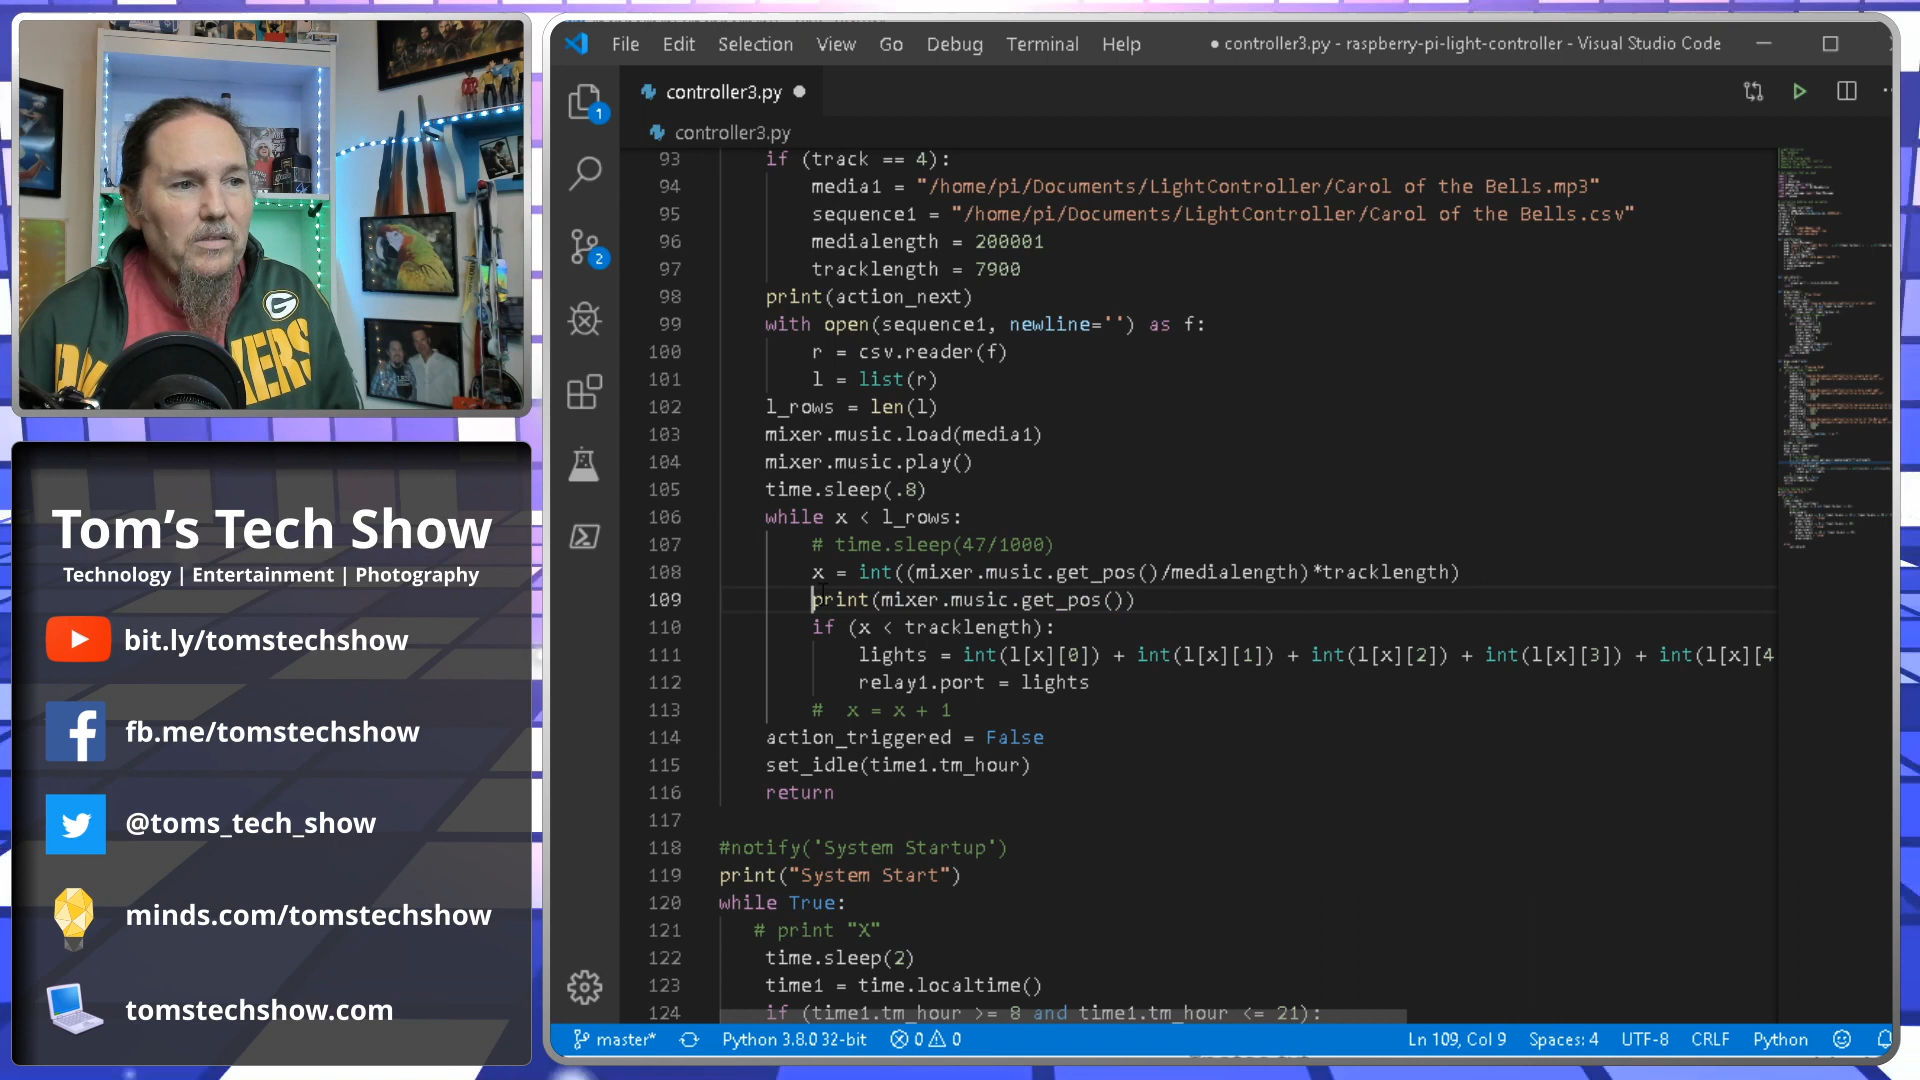 File Edit Selection View Go Debug Terminal Help ● controller3.py - raspberry-pi-light-controller - Visual Studio Code
controller3.py ●
controller3.py
93 if (track == 4):
94 media1 = "/home/pi/Documents/LightController/Carol of the Bells.mp3"
95 sequence1 = "/home/pi/Documents/LightController/Carol of the Bells.csv"
96 medialength = 200001
97 tracklength = 7900
98 print(action_next)
99 with open(sequence1, newline='') as f:
100 r = csv.reader(f)
101 l = list(r)
102 l_rows = len(l)
103 mixer.music.load(media1)
104 mixer.music.play()
105 time.sleep(.8)
106 while x < l_rows:
107 # time.sleep(47/1000)
108 x = int((mixer.music.get_pos()/medialength)*tracklength)
109 print(mixer.music.get_pos())
110 if (x < tracklength):
111 lights = int(l[x][0]) + int(l[x][1]) + int(l[x][2]) + int(l[x][3]) + int(l[x][4
112 relay1.port = lights
113 # x = x + 1
114 action_triggered = False
115 set_idle(time1.tm_hour)
116 return
117
118 #notify('System Startup')
119 print("System Start")
120 while True:
121 # print "X"
122 time.sleep(2)
123 time1 = time.localtime()
124 if (time1.tm_hour >= 8 and time1.tm_hour <= 21):
1
2
master* Python 3.8.0 32-bit 0 0 Ln 109, Col 9 Spaces: 4 UTF-8 CRLF Python
G
Tom's Tech Show
Technology | Entertainment | Photography
bit.ly/tomstechshow
fb.me/tomstechshow
@toms_tech_show
minds.com/tomstechshow
tomstechshow.com